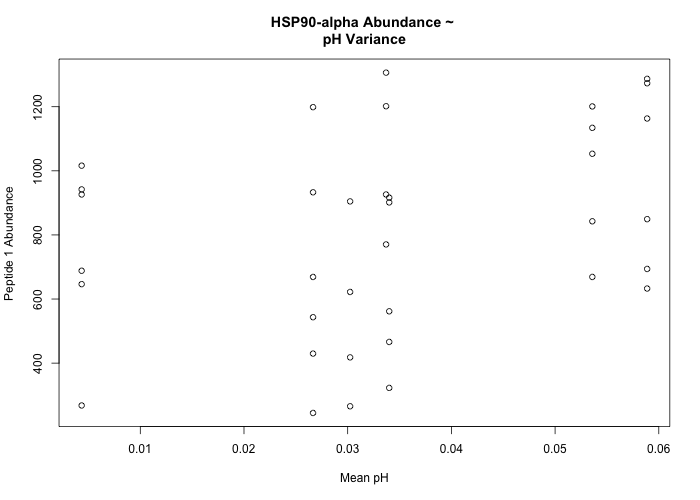 HSP90-alpha Abundance ~
pH Variance
Peptide 1 Abundance
1200
1000
800
600
400
0.01 0.02 0.03 0.04 0.05 0.06
Mean pH